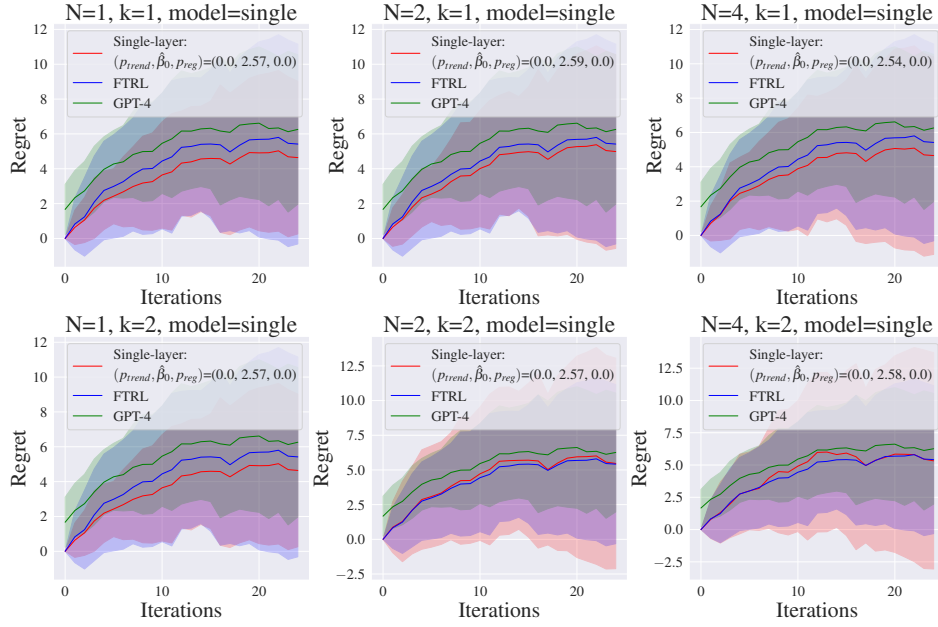 N=1, k=1, model=single
N=2, k=1, model=single
N=4, k=1, model=single
12
10
8
6
4
2
0
Regret
Single-layer:
(p_trend, β̂_0, p_reg)=(0.0, 2.57, 0.0)
FTRL
GPT-4
0
10
20
Iterations
12
10
8
6
4
2
0
Regret
Single-layer:
(p_trend, β̂_0, p_reg)=(0.0, 2.59, 0.0)
FTRL
GPT-4
0
10
20
Iterations
12
10
8
6
4
2
0
Regret
Single-layer:
(p_trend, β̂_0, p_reg)=(0.0, 2.54, 0.0)
FTRL
GPT-4
0
10
20
Iterations
N=1, k=2, model=single
N=2, k=2, model=single
N=4, k=2, model=single
12
10
8
6
4
2
0
Regret
Single-layer:
(p_trend, β̂_0, p_reg)=(0.0, 2.57, 0.0)
FTRL
GPT-4
0
10
20
Iterations
12.5
10.0
7.5
5.0
2.5
0.0
−2.5
Regret
Single-layer:
(p_trend, β̂_0, p_reg)=(0.0, 2.57, 0.0)
FTRL
GPT-4
0
10
20
Iterations
12.5
10.0
7.5
5.0
2.5
0.0
−2.5
Regret
Single-layer:
(p_trend, β̂_0, p_reg)=(0.0, 2.58, 0.0)
FTRL
GPT-4
0
10
20
Iterations